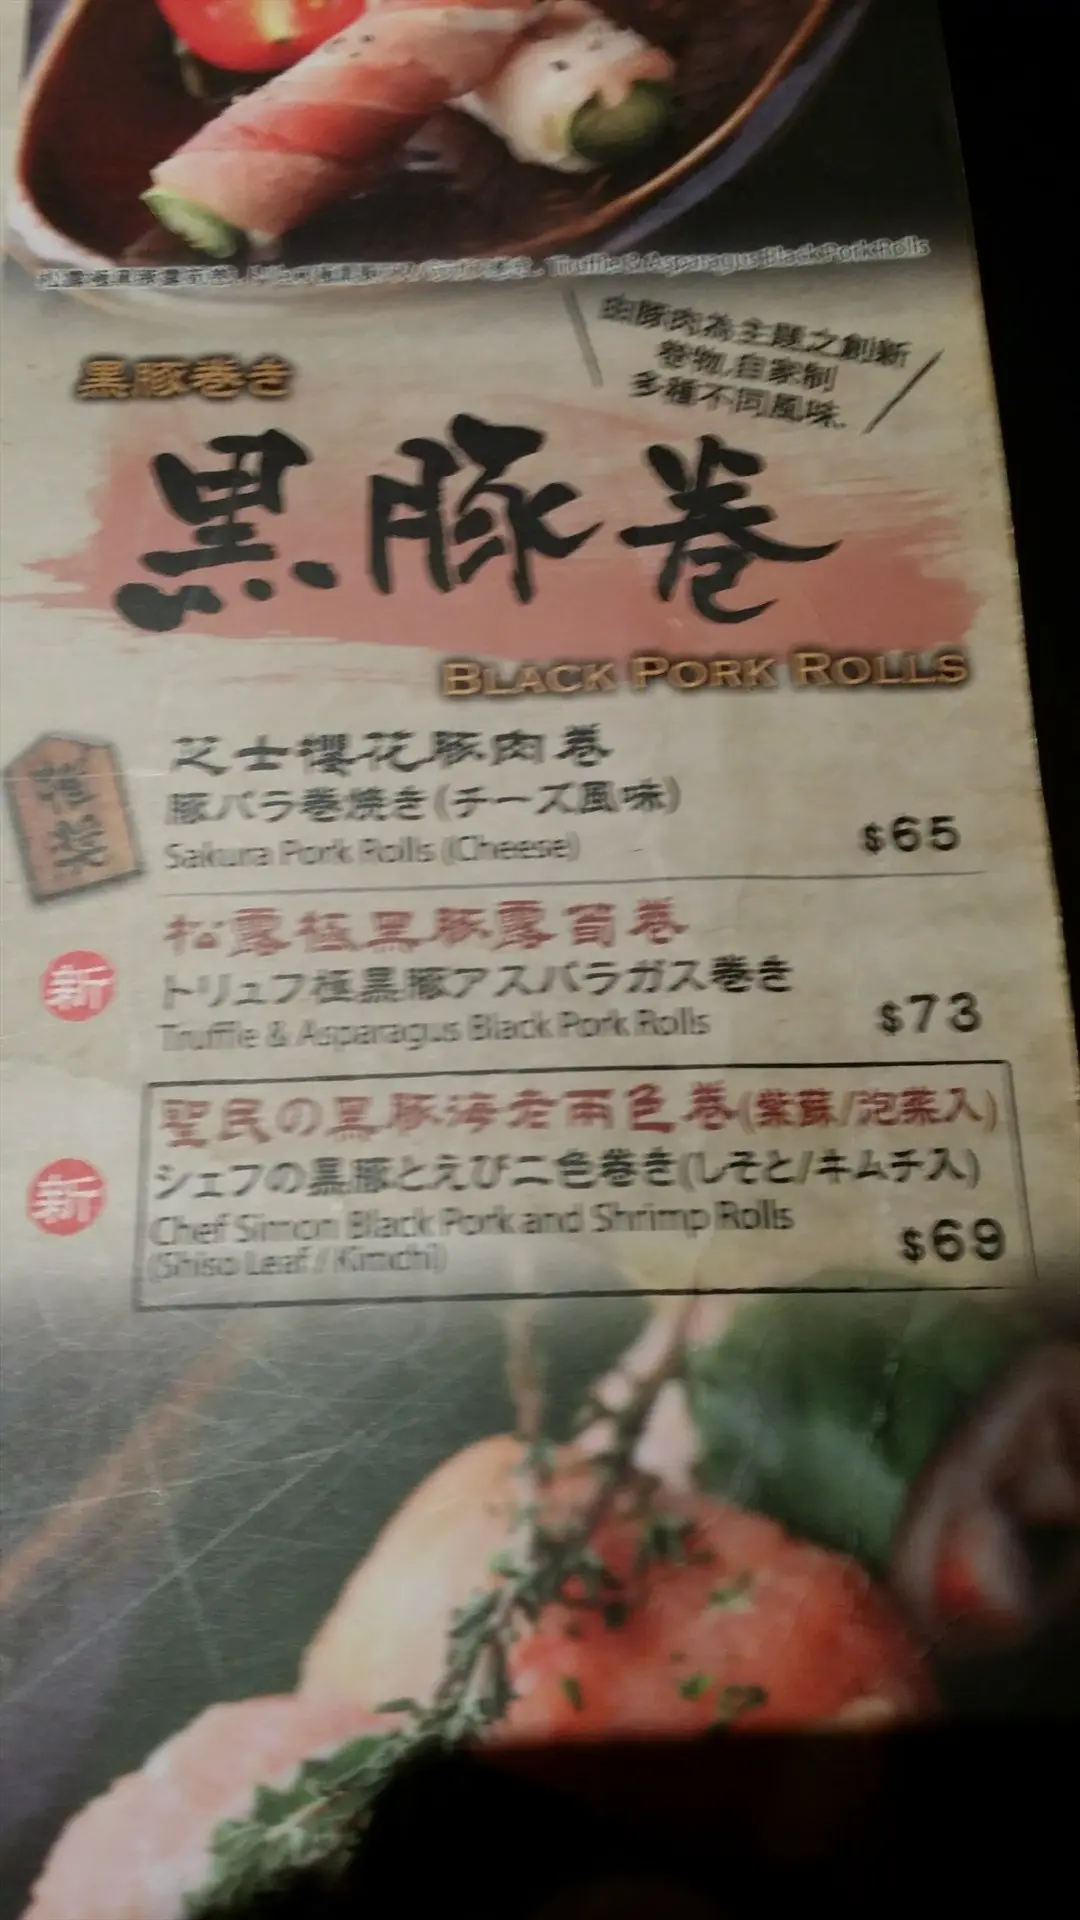 Truffle & Asparagus Black Pork Rolls
由豚肉為主題之創新
卷物,自家制
多種不同風味.
黒豚巻き
黑豚卷
BLACK PORK ROLLS
推奨
芝士櫻花豚肉卷
豚バラ巻焼き(チーズ風味)
Sakura Pork Rolls (Cheese)
$65
新
松露極黑豚露荀卷
トリュフ極黒豚アスパラガス巻き
Truffle & Asparagus Black Pork Rolls
$73
新
聖民の黑豚海老兩色卷(紫蘇/泡菜入)
シェフの黒豚とえび二色巻き(しそと/キムチ入)
Chef Simon Black Pork and Shrimp Rolls
(Shiso Leaf / Kimchi)
$69